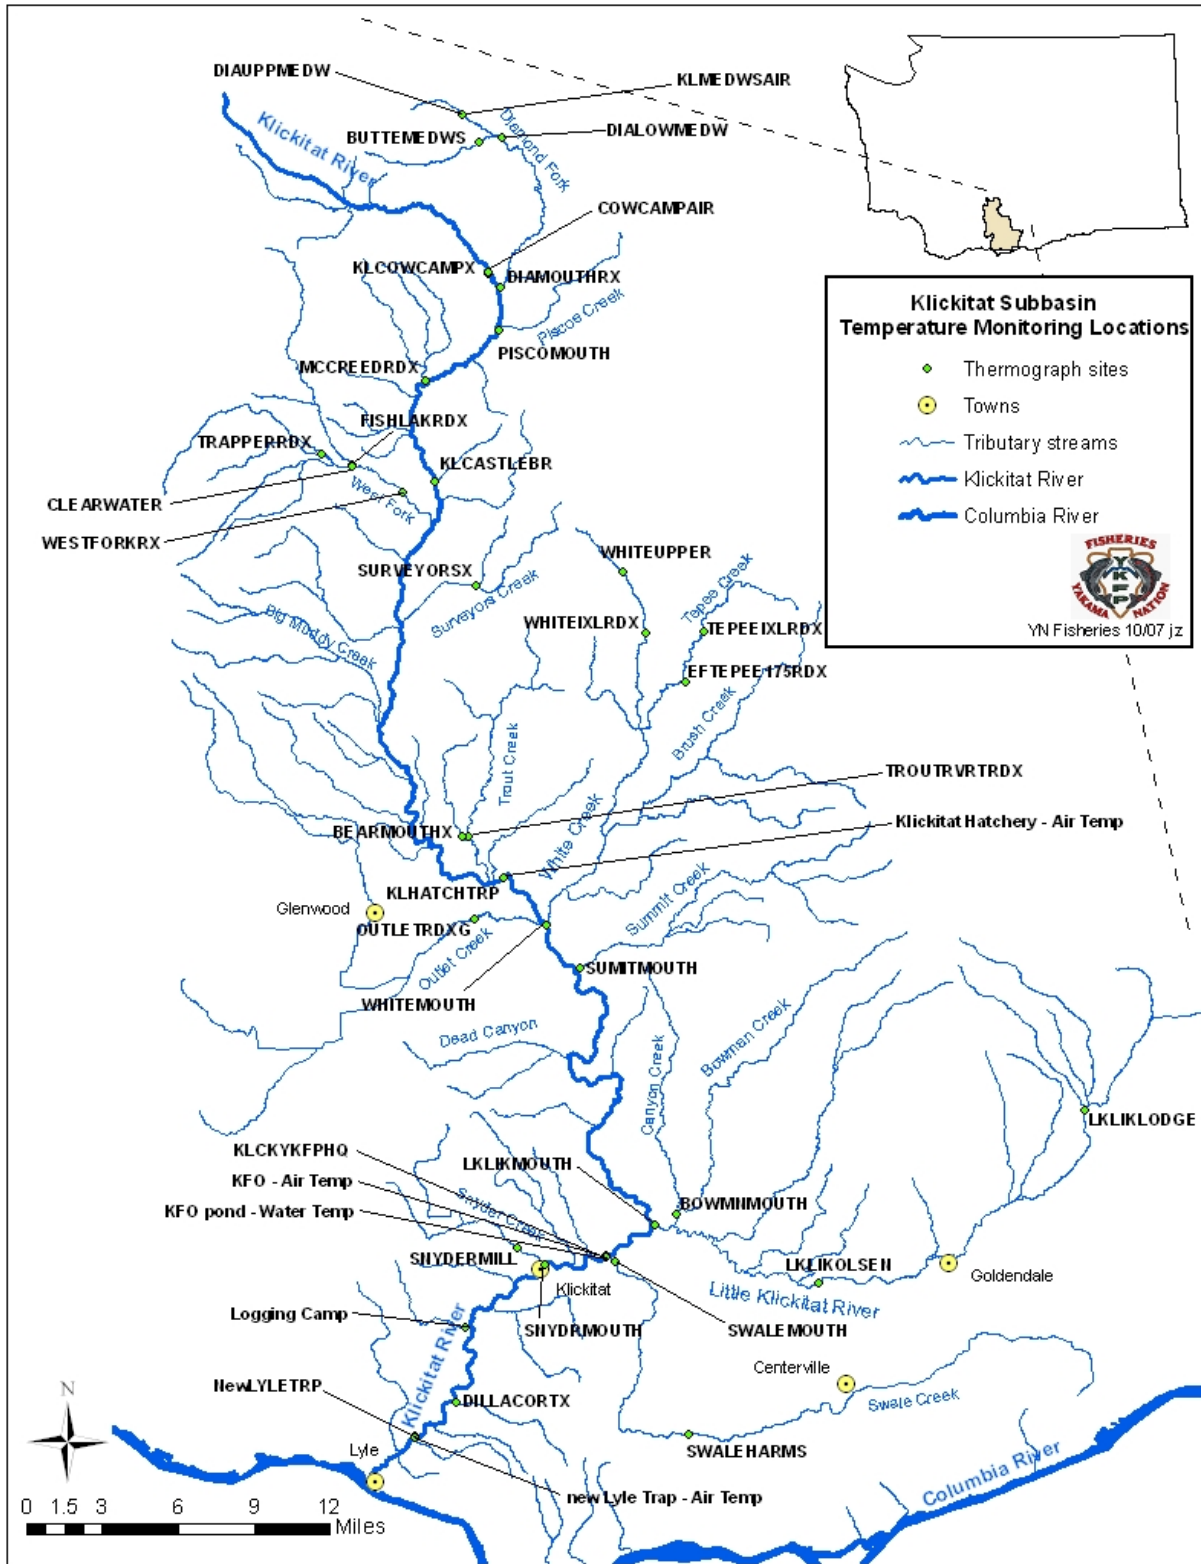 DIAUPPMEDW
KLMEDWSAIR
Klickitat River
BUTTEMEDWS
Diamond Fork
DIALOWMEDW
COWCAMPAIR
KLCOWCAMPX
DIAMOUTHRX
Piscoe Creek
PISCOMOUTH
MCCREEDRDX
FISHLAKRDX
TRAPPERRDX
KLCASTLEBR
CLEARWATER
West Fork
WESTFORKRX
SURVEYORSX
Surveyors Creek
Big Muddy Creek
WHITEUPPER
Tepee Creek
WHITEIXLRDX
TEPEEIXLRDX
EFTEPEE175RDX
Brush Creek
Trout Creek
TROUTRVRTRDX
BEARMOUTHX
White Creek
Klickitat Hatchery - Air Temp
KLHATCHTRP
Summit Creek
Glenwood
OUTLETRDXG
Outlet Creek
SUMITMOUTH
WHITEMOUTH
Dead Canyon
Canyon Creek
Bowman Creek
LKLIKLODGE
KLCKYKFPHQ
LKLIKMOUTH
KFO - Air Temp
Snyder Creek
BOWMNMOUTH
KFO pond - Water Temp
SNYDERMILL
LKLIKOLSEN
Goldendale
Klickitat
Little Klickitat River
Logging Camp
SNYDRMOUTH
SWALEMOUTH
Klickitat River
Centerville
NewLYLETRP
DILLACORTX
Swale Creek
Lyle
SWALEHARMS
Columbia River
new Lyle Trap - Air Temp
N
0 1.5 3 6 9 12
Miles
Klickitat Subbasin
Temperature Monitoring Locations
Thermograph sites
Towns
Tributary streams
Klickitat River
Columbia River
FISHERIES
YKFP
YAKAMA NATION
YN Fisheries 10/07 jz